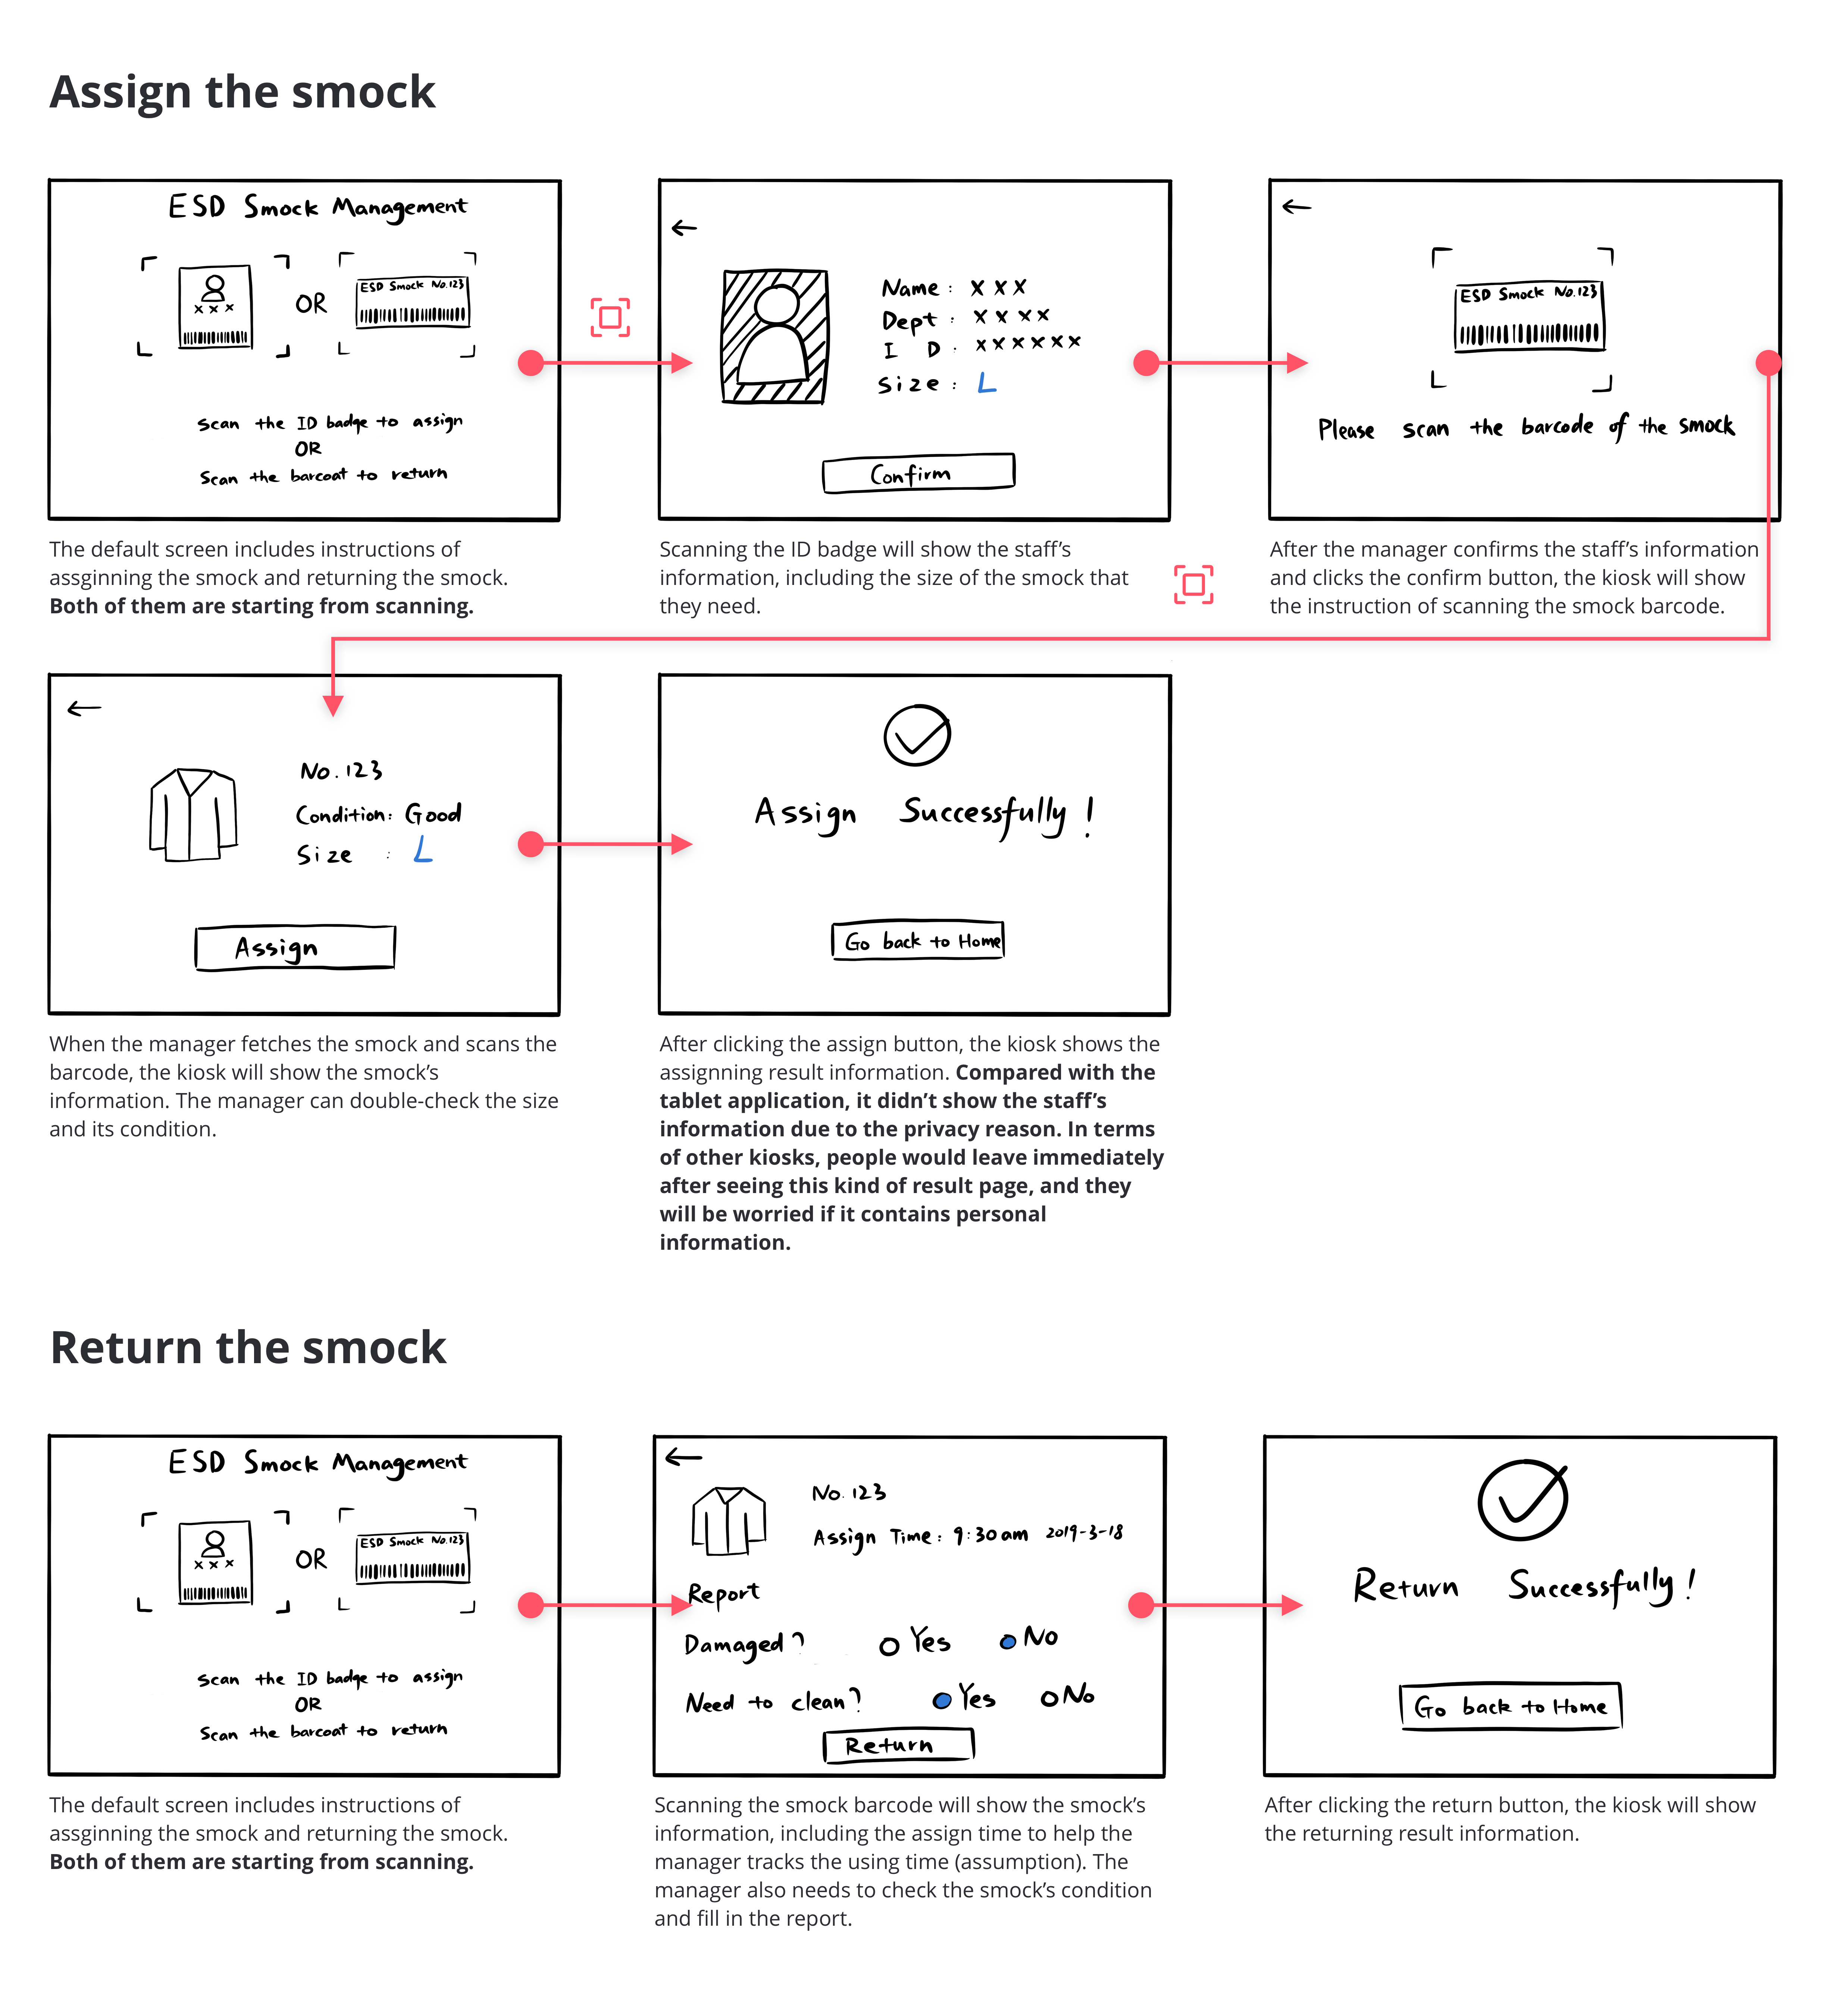 Assign the smock
ESD Smock Management
x x x
OR
ESD Smock No.123
Scan the ID badge to assign
OR
Scan the barcoat to return
The default screen includes instructions of
assginning the smock and returning the smock.
Both of them are starting from scanning.
←
Name : x x x
Dept : x x x x
I D : x x x x x x
Size : L
Confirm
Scanning the ID badge will show the staff's
information, including the size of the smock that
they need.
←
ESD Smock No.123
Please scan the barcode of the smock
After the manager confirms the staff's information
and clicks the confirm button, the kiosk will show
the instruction of scanning the smock barcode.
←
No.123
Condition: Good
Size : L
Assign
When the manager fetches the smock and scans the
barcode, the kiosk will show the smock's
information. The manager can double-check the size
and its condition.
Assign Successfully!
Go back to Home
After clicking the assign button, the kiosk shows the
assignning result information. Compared with the
tablet application, it didn't show the staff's
information due to the privacy reason. In terms
of other kiosks, people would leave immediately
after seeing this kind of result page, and they
will be worried if it contains personal
information.
Return the smock
ESD Smock Management
x x x
OR
ESD Smock No.123
Scan the ID badge to assign
OR
Scan the barcoat to return
The default screen includes instructions of
assginning the smock and returning the smock.
Both of them are starting from scanning.
←
No. 123
Assign Time: 9:30am 2019-3-18
Report
Damaged? Yes No
Need to clean? Yes No
Return
Scanning the smock barcode will show the smock's
information, including the assign time to help the
manager tracks the using time (assumption). The
manager also needs to check the smock's condition
and fill in the report.
Return Successfully!
Go back to Home
After clicking the return button, the kiosk will show
the returning result information.